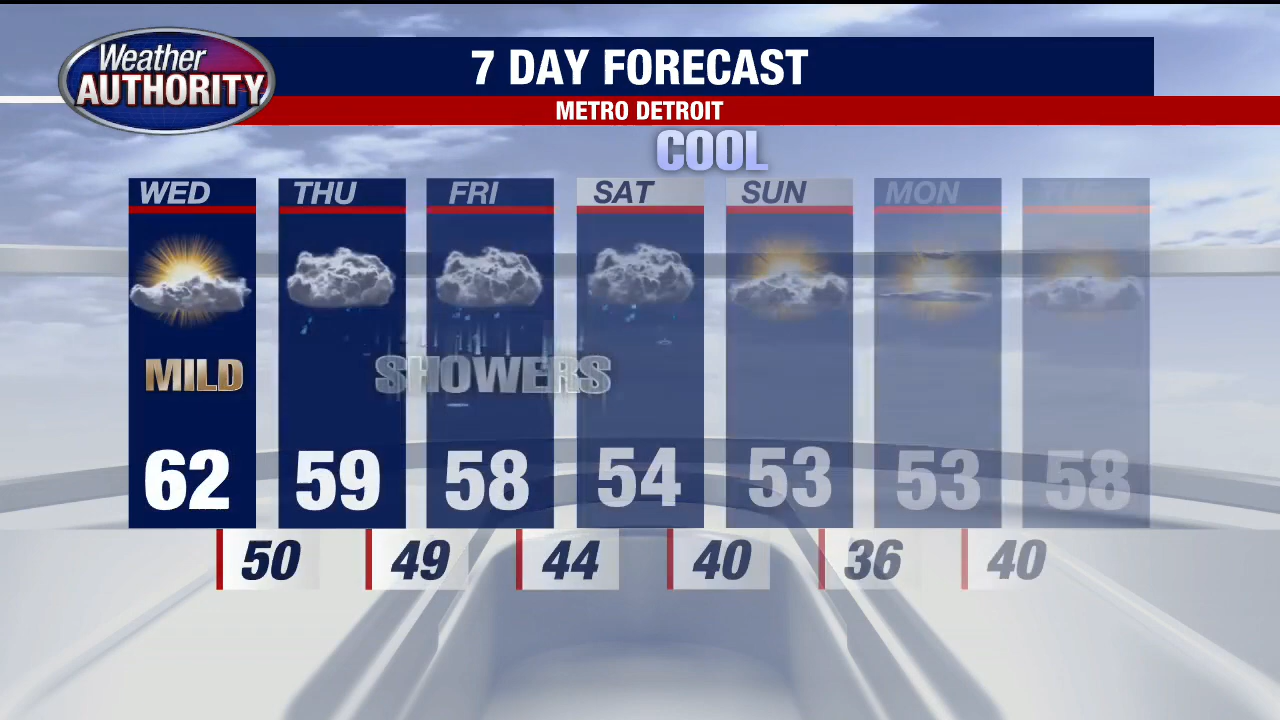 Weather
AUTHORITY
7 DAY FORECAST
METRO DETROIT
COOL
WED THU FRI SAT SUN MON TUE
MILD SHOWERS
62 59 58 54 53 53 58
50 49 44 40 36 40